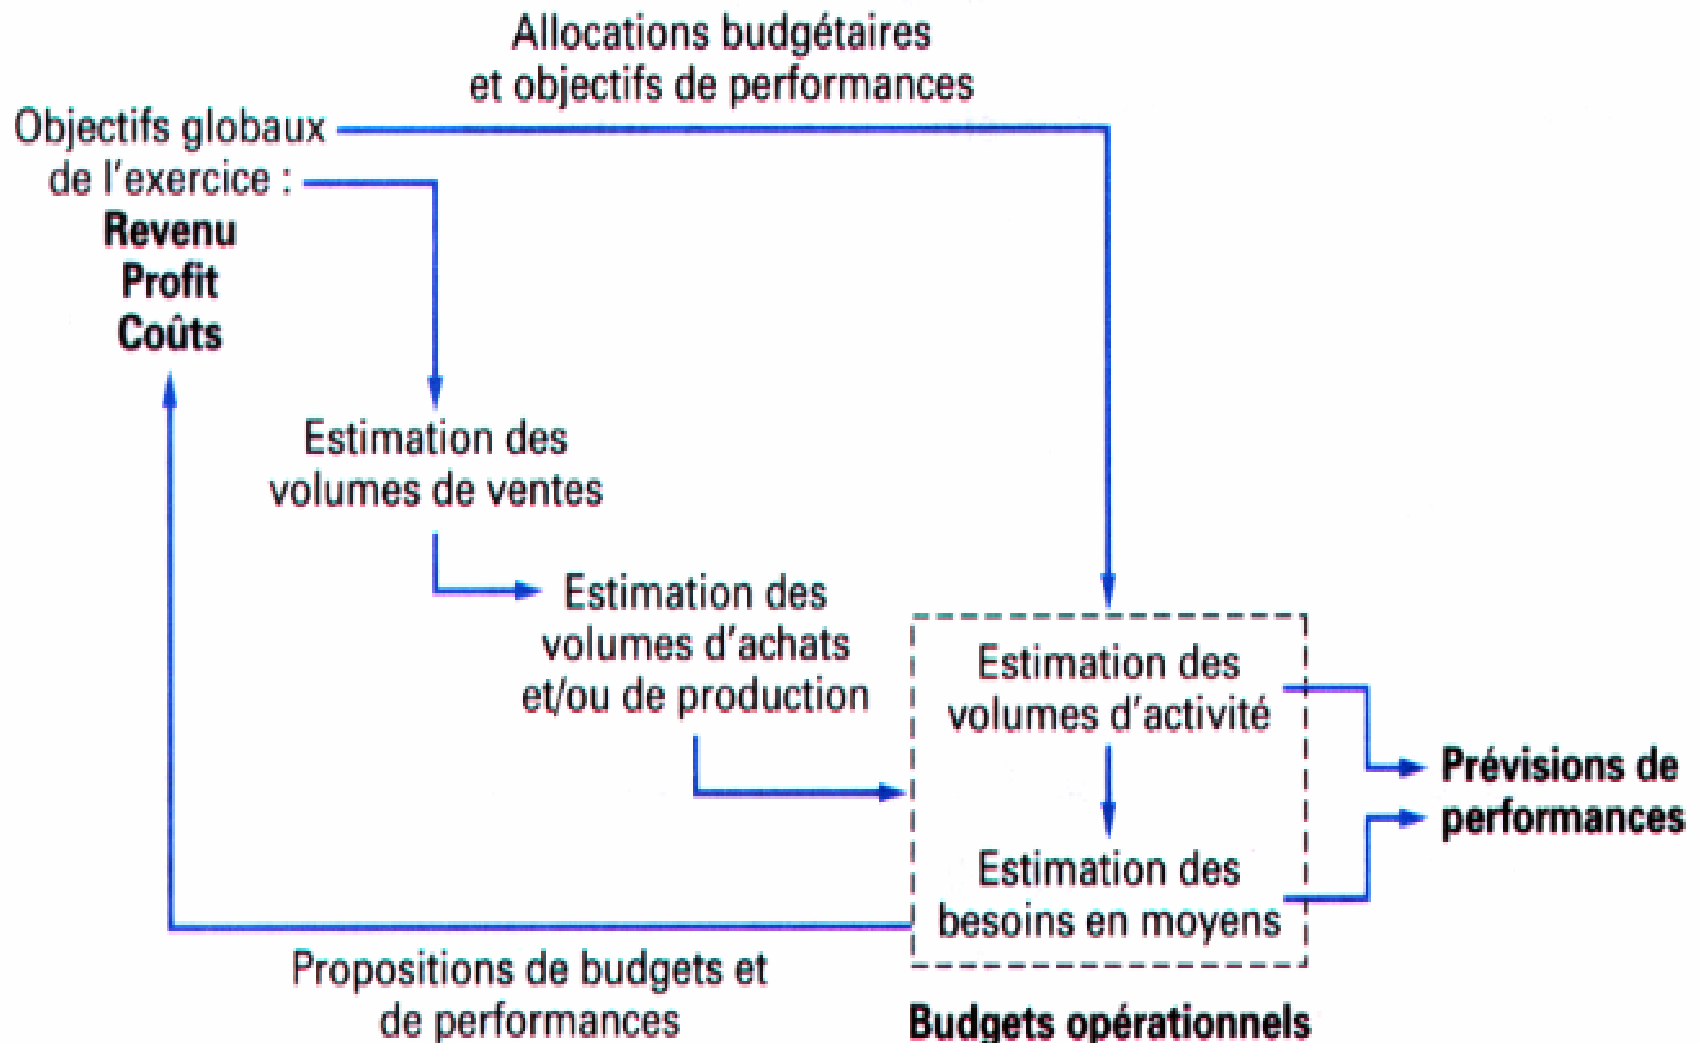 Allocations budgétaires
et objectifs de performances
Objectifs globaux
de l'exercice :
Revenu
Profit
Coûts
Estimation des
volumes de ventes
Estimation des
volumes d'achats
et/ou de production
Estimation des
volumes d'activité
Estimation des
besoins en moyens
Prévisions de
performances
Propositions de budgets et
de performances
Budgets opérationnels